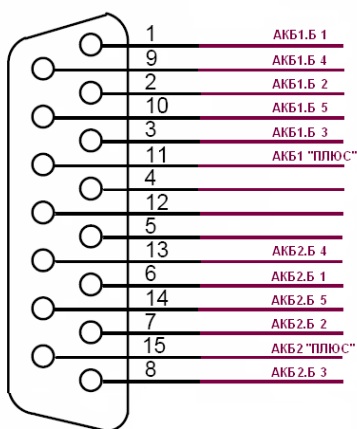 1 АКБ1.Б 1
9 АКБ1.Б 4
2 АКБ1.Б 2
10 АКБ1.Б 5
3 АКБ1.Б 3
11 АКБ1 "ПЛЮС"
4
12
5
13 АКБ2.Б 4
6 АКБ2.Б 1
14 АКБ2.Б 5
7 АКБ2.Б 2
15 АКБ2 "ПЛЮС"
8 АКБ2.Б 3